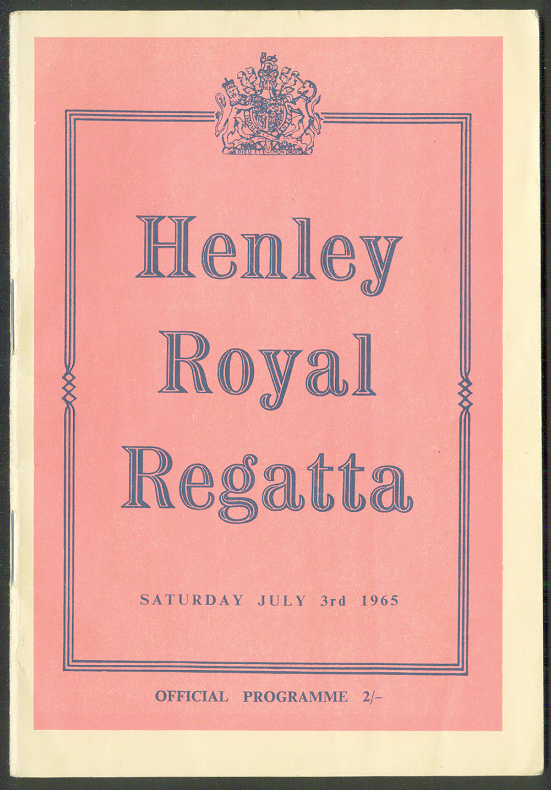 Henley
Royal
Regatta
SATURDAY JULY 3rd 1965
OFFICIAL PROGRAMME 2/-